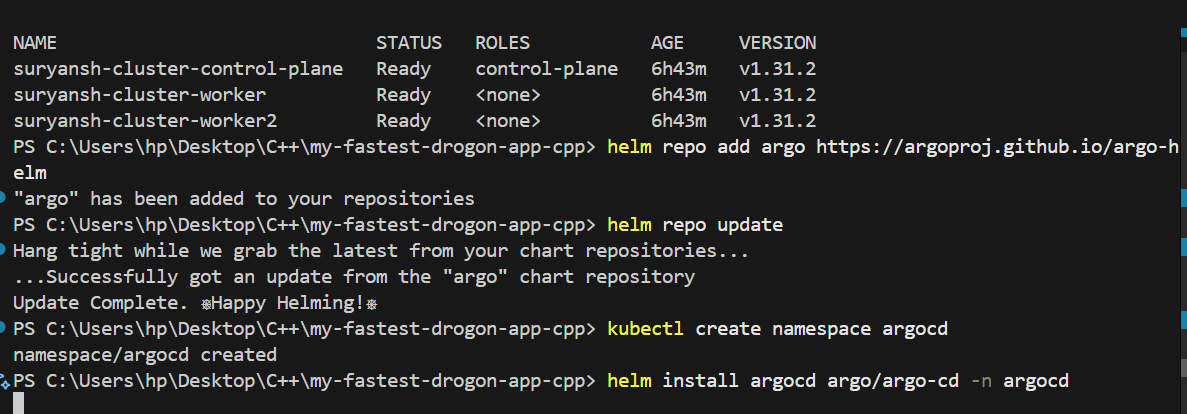 NAME STATUS ROLES AGE VERSION
suryansh-cluster-control-plane Ready control-plane 6h43m v1.31.2
suryansh-cluster-worker Ready <none> 6h43m v1.31.2
suryansh-cluster-worker2 Ready <none> 6h43m v1.31.2
PS C:\Users\hp\Desktop\C++\my-fastest-drogon-app-cpp> helm repo add argo https://argoproj.github.io/argo-h
elm
"argo" has been added to your repositories
PS C:\Users\hp\Desktop\C++\my-fastest-drogon-app-cpp> helm repo update
Hang tight while we grab the latest from your chart repositories...
...Successfully got an update from the "argo" chart repository
Update Complete. ⎈Happy Helming!⎈
PS C:\Users\hp\Desktop\C++\my-fastest-drogon-app-cpp> kubectl create namespace argocd
namespace/argocd created
PS C:\Users\hp\Desktop\C++\my-fastest-drogon-app-cpp> helm install argocd argo/argo-cd -n argocd